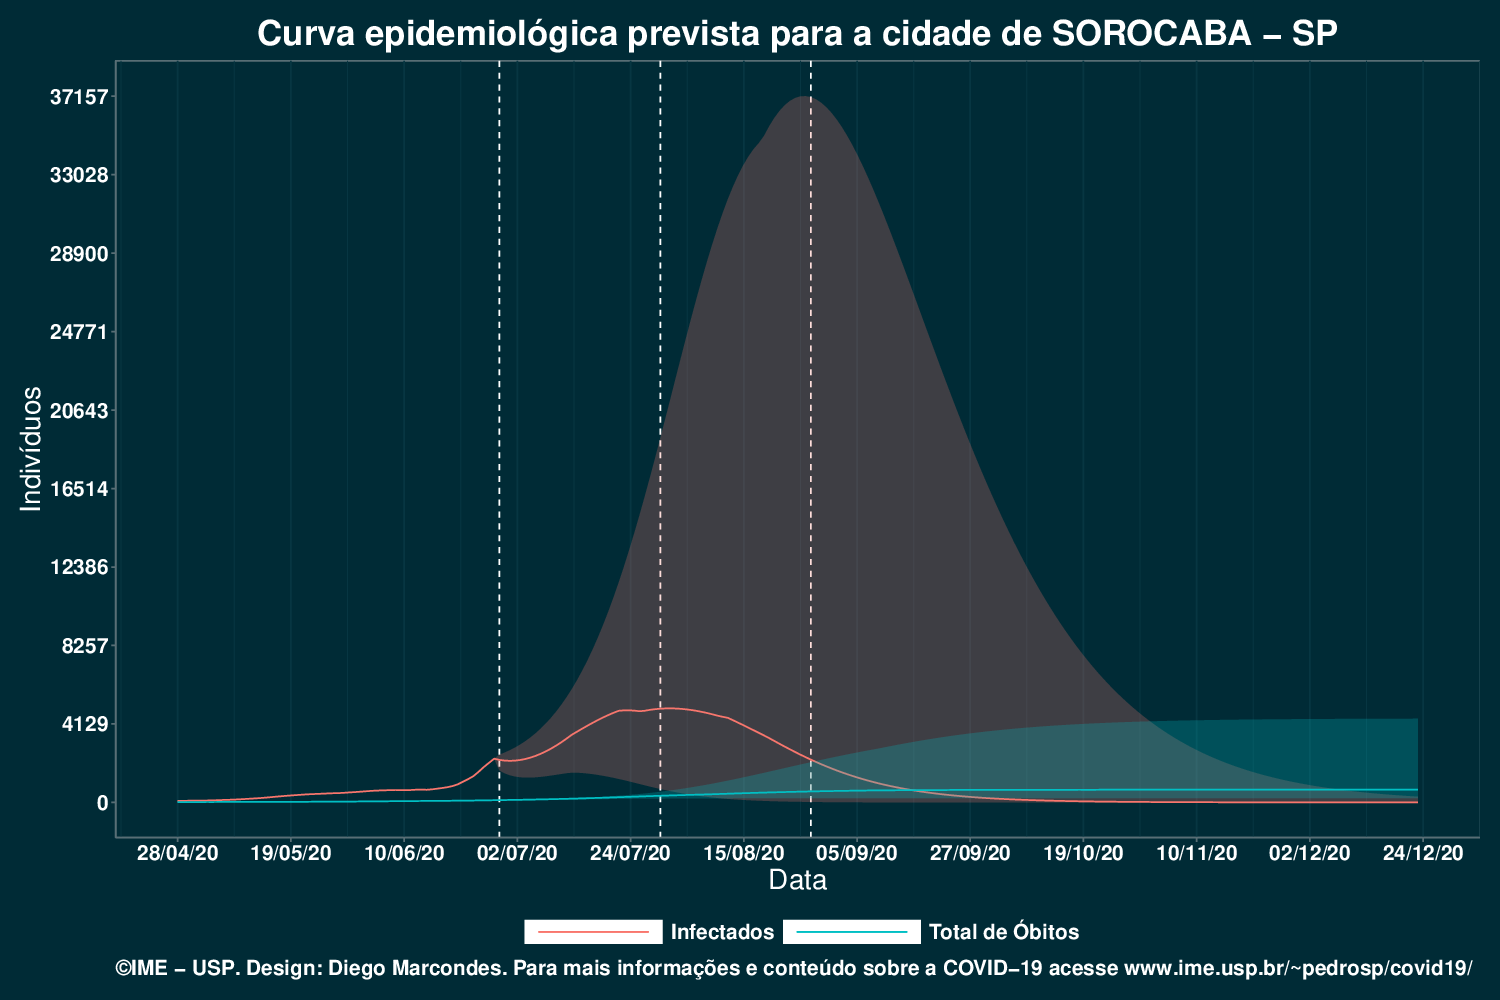 Curva epidemiológica prevista para a cidade de SOROCABA − SP
37157
33028
28900
24771
20643
16514
12386
8257
4129
0
Indivíduos
28/04/20 19/05/20 10/06/20 02/07/20 24/07/20 15/08/20 05/09/20 27/09/20 19/10/20 10/11/20 02/12/20 24/12/20
Data
Infectados Total de Óbitos
©IME − USP. Design: Diego Marcondes. Para mais informações e conteúdo sobre a COVID−19 acesse www.ime.usp.br/~pedrosp/covid19/